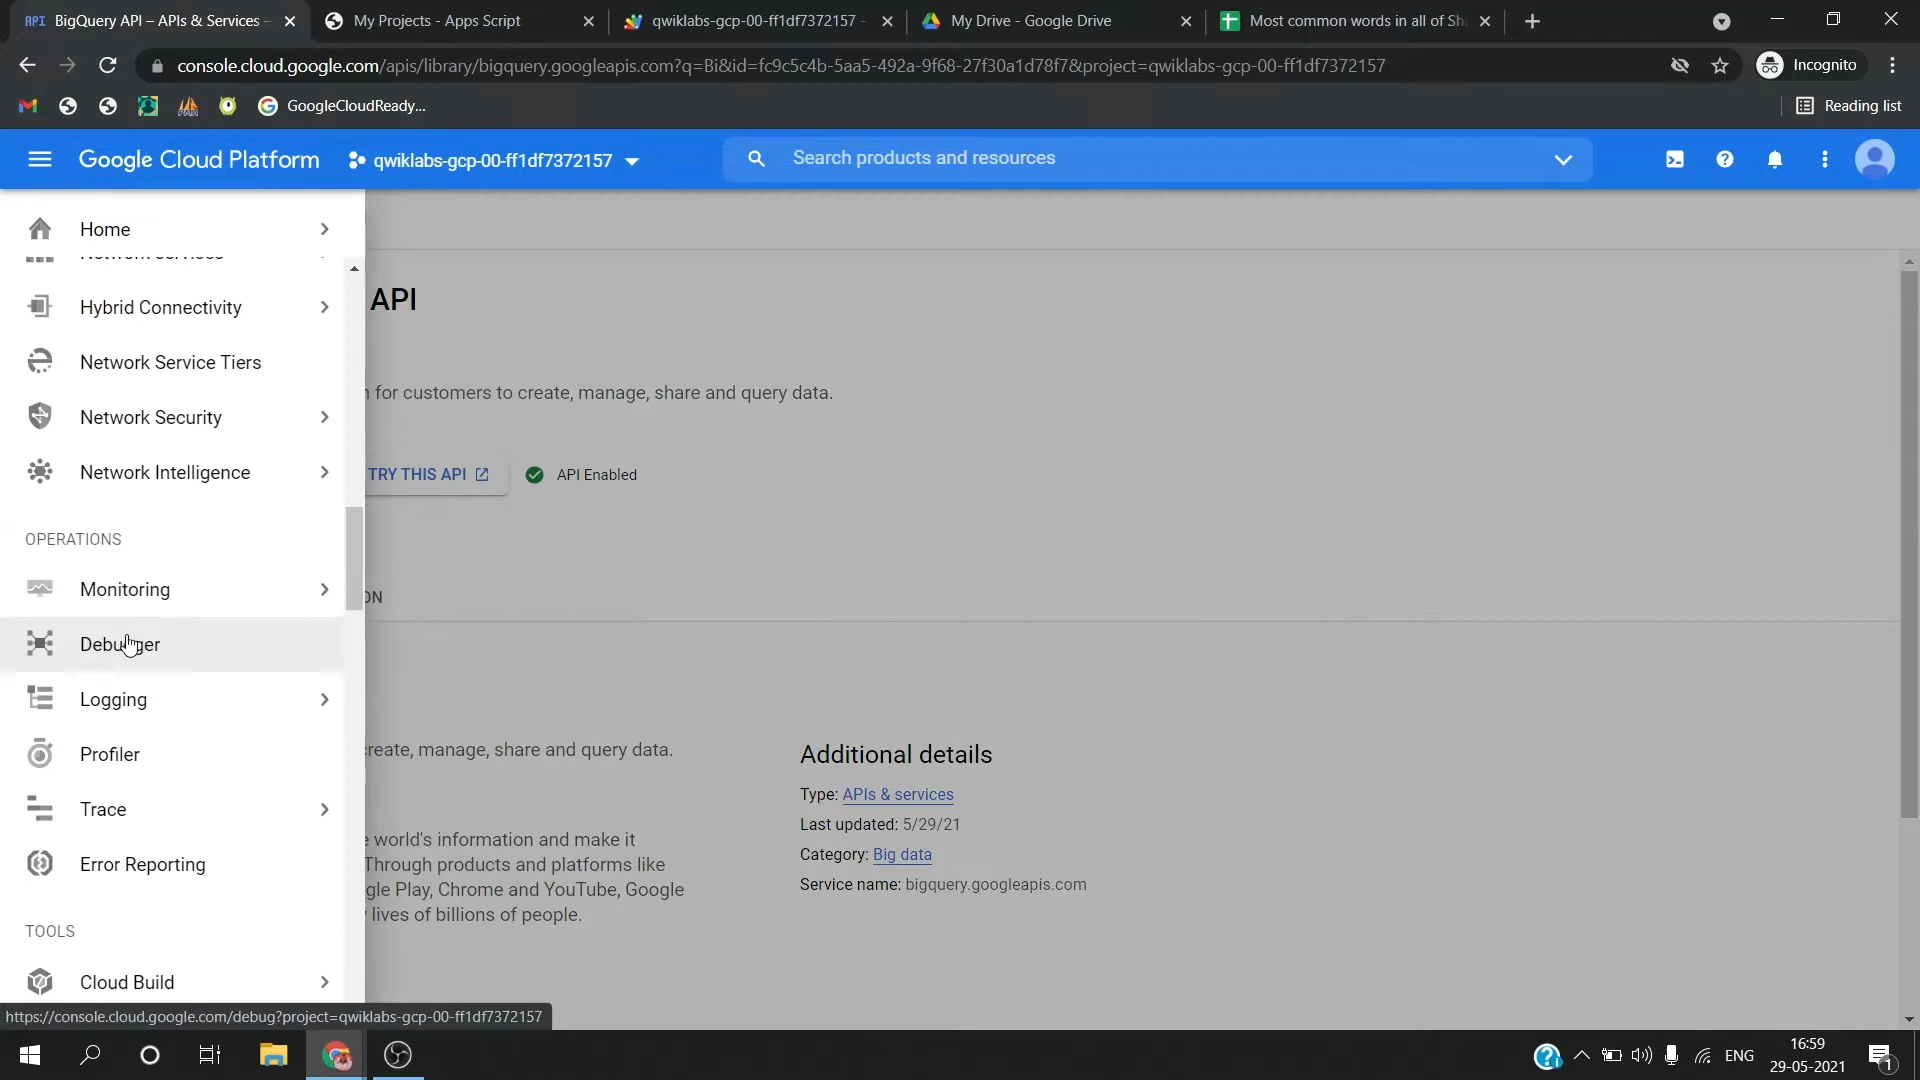 API BigQuery API – APIs & Services –
My Projects - Apps Script
qwiklabs-gcp-00-ff1df7372157 -
My Drive - Google Drive
Most common words in all of Sha
console.cloud.google.com/apis/library/bigquery.googleapis.com?q=Bi&id=fc9c5c4b-5aa5-492a-9f68-27f30a1d78f7&project=qwiklabs-gcp-00-ff1df7372157
Incognito
GoogleCloudReady...
Reading list
Google Cloud Platform
qwiklabs-gcp-00-ff1df7372157
Search products and resources
Home
Hybrid Connectivity
Network Service Tiers
Network Security
Network Intelligence
OPERATIONS
Monitoring
Debugger
Logging
Profiler
Trace
Error Reporting
TOOLS
Cloud Build
API
for customers to create, manage, share and query data.
TRY THIS API
API Enabled
ON
create, manage, share and query data.
e world's information and make it
Through products and platforms like
gle Play, Chrome and YouTube, Google
lives of billions of people.
Additional details
Type: APIs & services
Last updated: 5/29/21
Category: Big data
Service name: bigquery.googleapis.com
https://console.cloud.google.com/debug?project=qwiklabs-gcp-00-ff1df7372157
ENG
16:59
29-05-2021
1